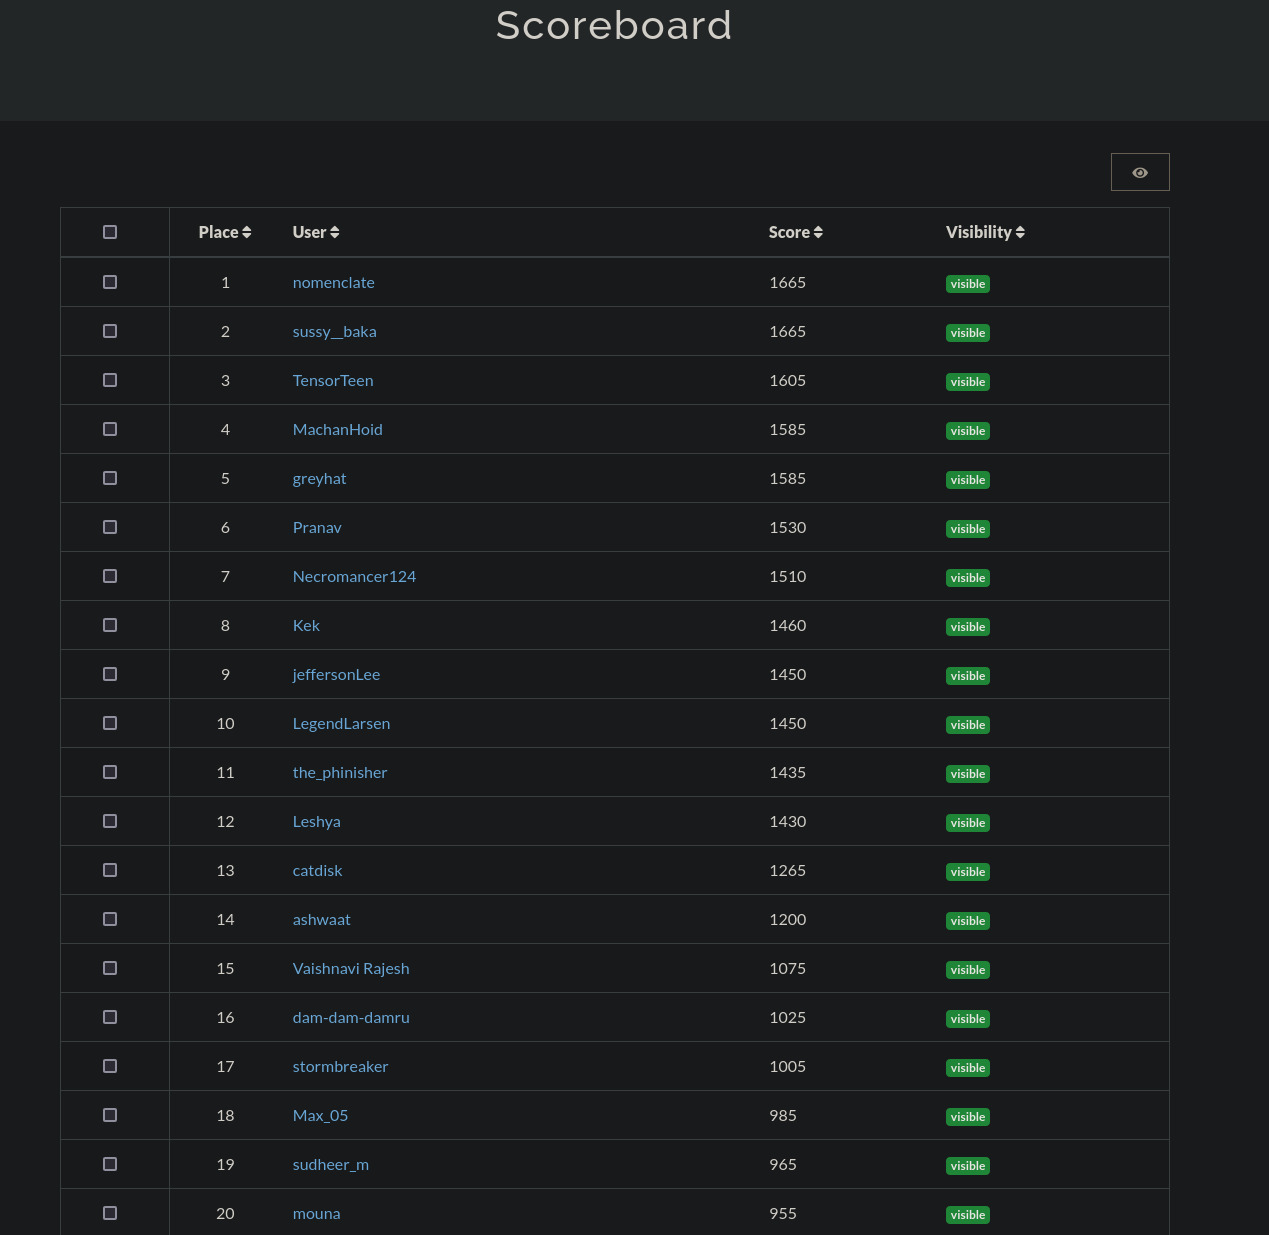 Scoreboard
Place User Score Visibility
1 nomenclate 1665 visible
2 sussy__baka 1665 visible
3 TensorTeen 1605 visible
4 MachanHoid 1585 visible
5 greyhat 1585 visible
6 Pranav 1530 visible
7 Necromancer124 1510 visible
8 Kek 1460 visible
9 jeffersonLee 1450 visible
10 LegendLarsen 1450 visible
11 the_phinisher 1435 visible
12 Leshya 1430 visible
13 catdisk 1265 visible
14 ashwaat 1200 visible
15 Vaishnavi Rajesh 1075 visible
16 dam-dam-damru 1025 visible
17 stormbreaker 1005 visible
18 Max_05 985 visible
19 sudheer_m 965 visible
20 mouna 955 visible